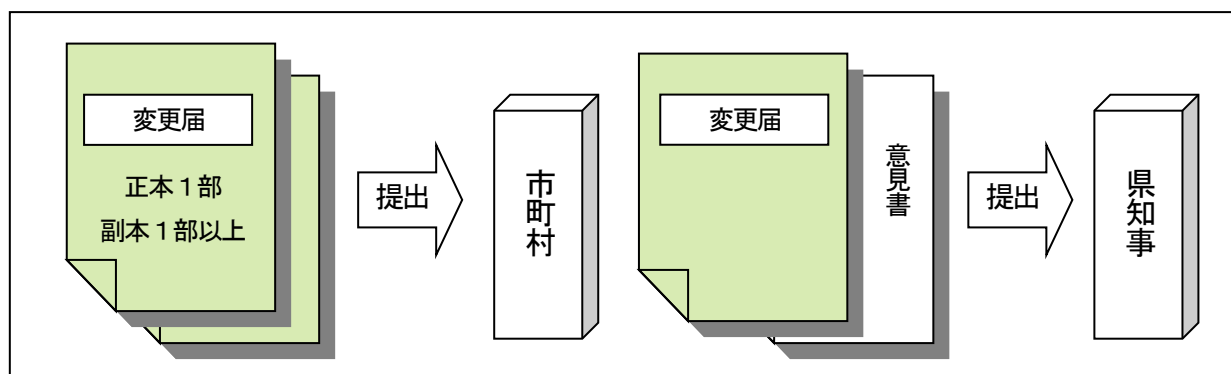 変更届
正本１部
副本１部以上
提出
市町村
変更届
意見書
提出
県知事